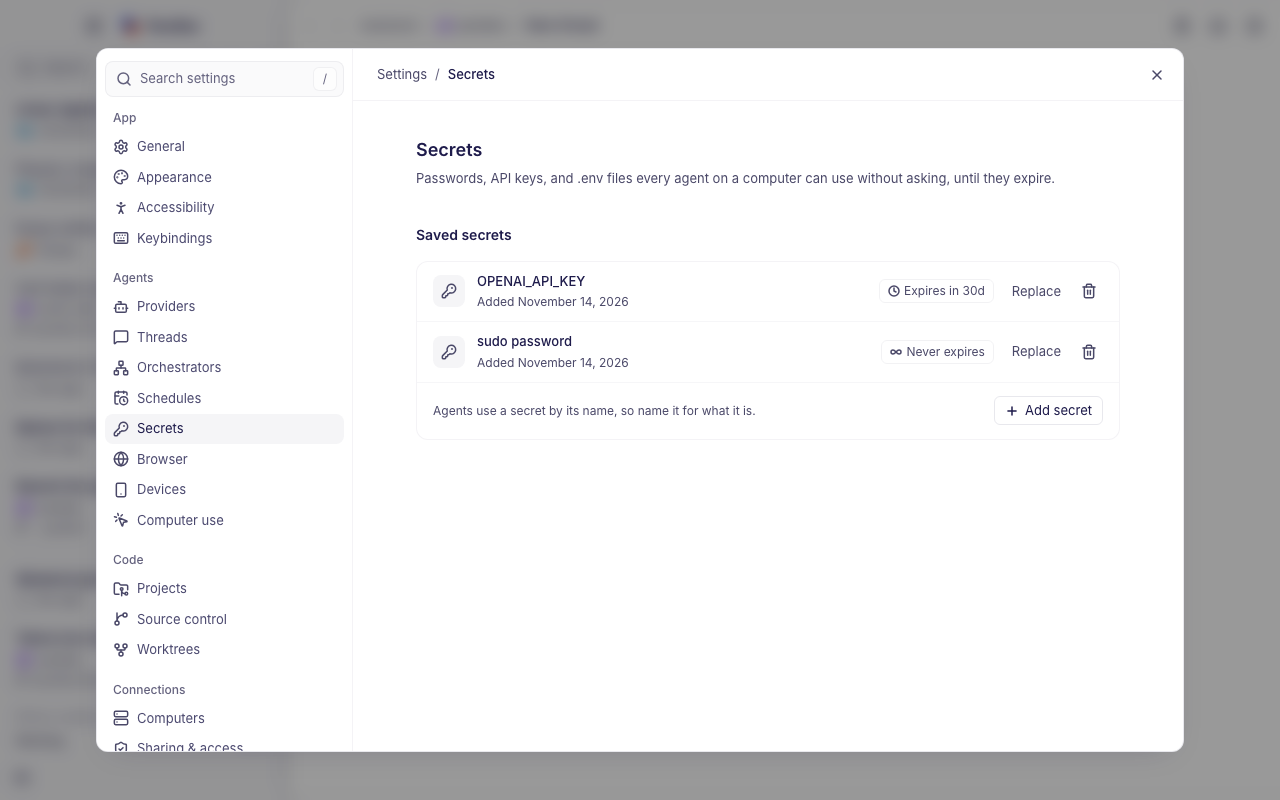 Search settings /
App
General
Appearance
Accessibility
Keybindings
Agents
Providers
Threads
Orchestrators
Schedules
Secrets
Browser
Devices
Computer use
Code
Projects
Source control
Worktrees
Connections
Computers
Sharing & access
Settings / Secrets
Secrets
Passwords, API keys, and .env files every agent on a computer can use without asking, until they expire.
Saved secrets
OPENAI_API_KEY
Added November 14, 2026
Expires in 30d
Replace
sudo password
Added November 14, 2026
Never expires
Replace
Agents use a secret by its name, so name it for what it is.
Add secret